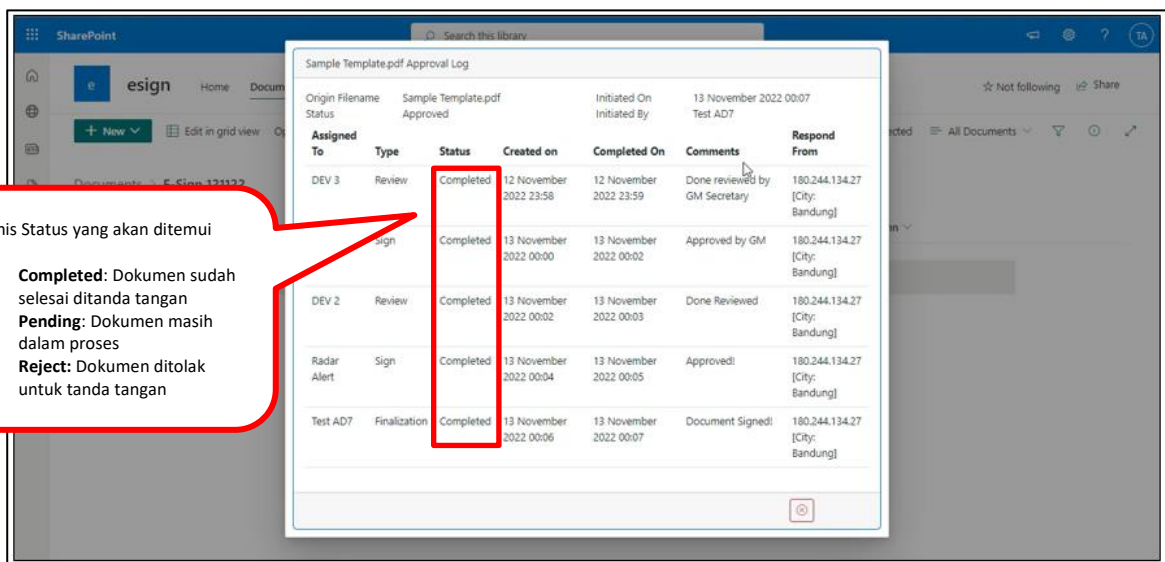 SharePoint
Search this library
TA
e
esign
Home
Docum
Not following
Share
+ New
Edit in grid view
All Documents
Documents > E-Sign 121122
Sample Template.pdf Approval Log
Origin Filename Sample Template.pdf Initiated On 13 November 2022 00:07
Status Approved Initiated By Test AD7
Assigned Respond
To Type Status Created on Completed On Comments From
DEV 3 Review Completed 12 November 12 November Done reviewed by 180.244.134.27
2022 23:58 2022 23:59 GM Secretary [City:
Bandung]
Sign Completed 13 November 13 November Approved by GM 180.244.134.27
2022 00:00 2022 00:02 [City:
Bandung]
DEV 2 Review Completed 13 November 13 November Done Reviewed 180.244.134.27
2022 00:02 2022 00:03 [City:
Bandung]
Radar Sign Completed 13 November 13 November Approved! 180.244.134.27
Alert 2022 00:04 2022 00:05 [City:
Bandung]
Test AD7 Finalization Completed 13 November 13 November Document Signed! 180.244.134.27
2022 00:06 2022 00:07 [City:
Bandung]
nis Status yang akan ditemui
Completed: Dokumen sudah
selesai ditanda tangan
Pending: Dokumen masih
dalam proses
Reject: Dokumen ditolak
untuk tanda tangan